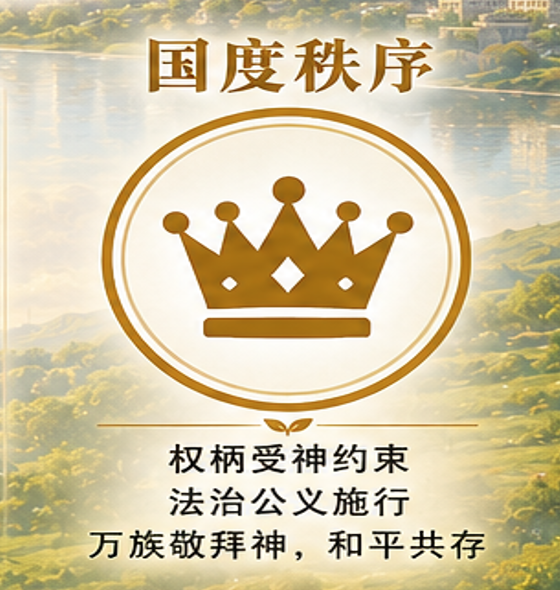 国度秩序
权柄受神约束
法治公义施行
万族敬拜神，和平共存